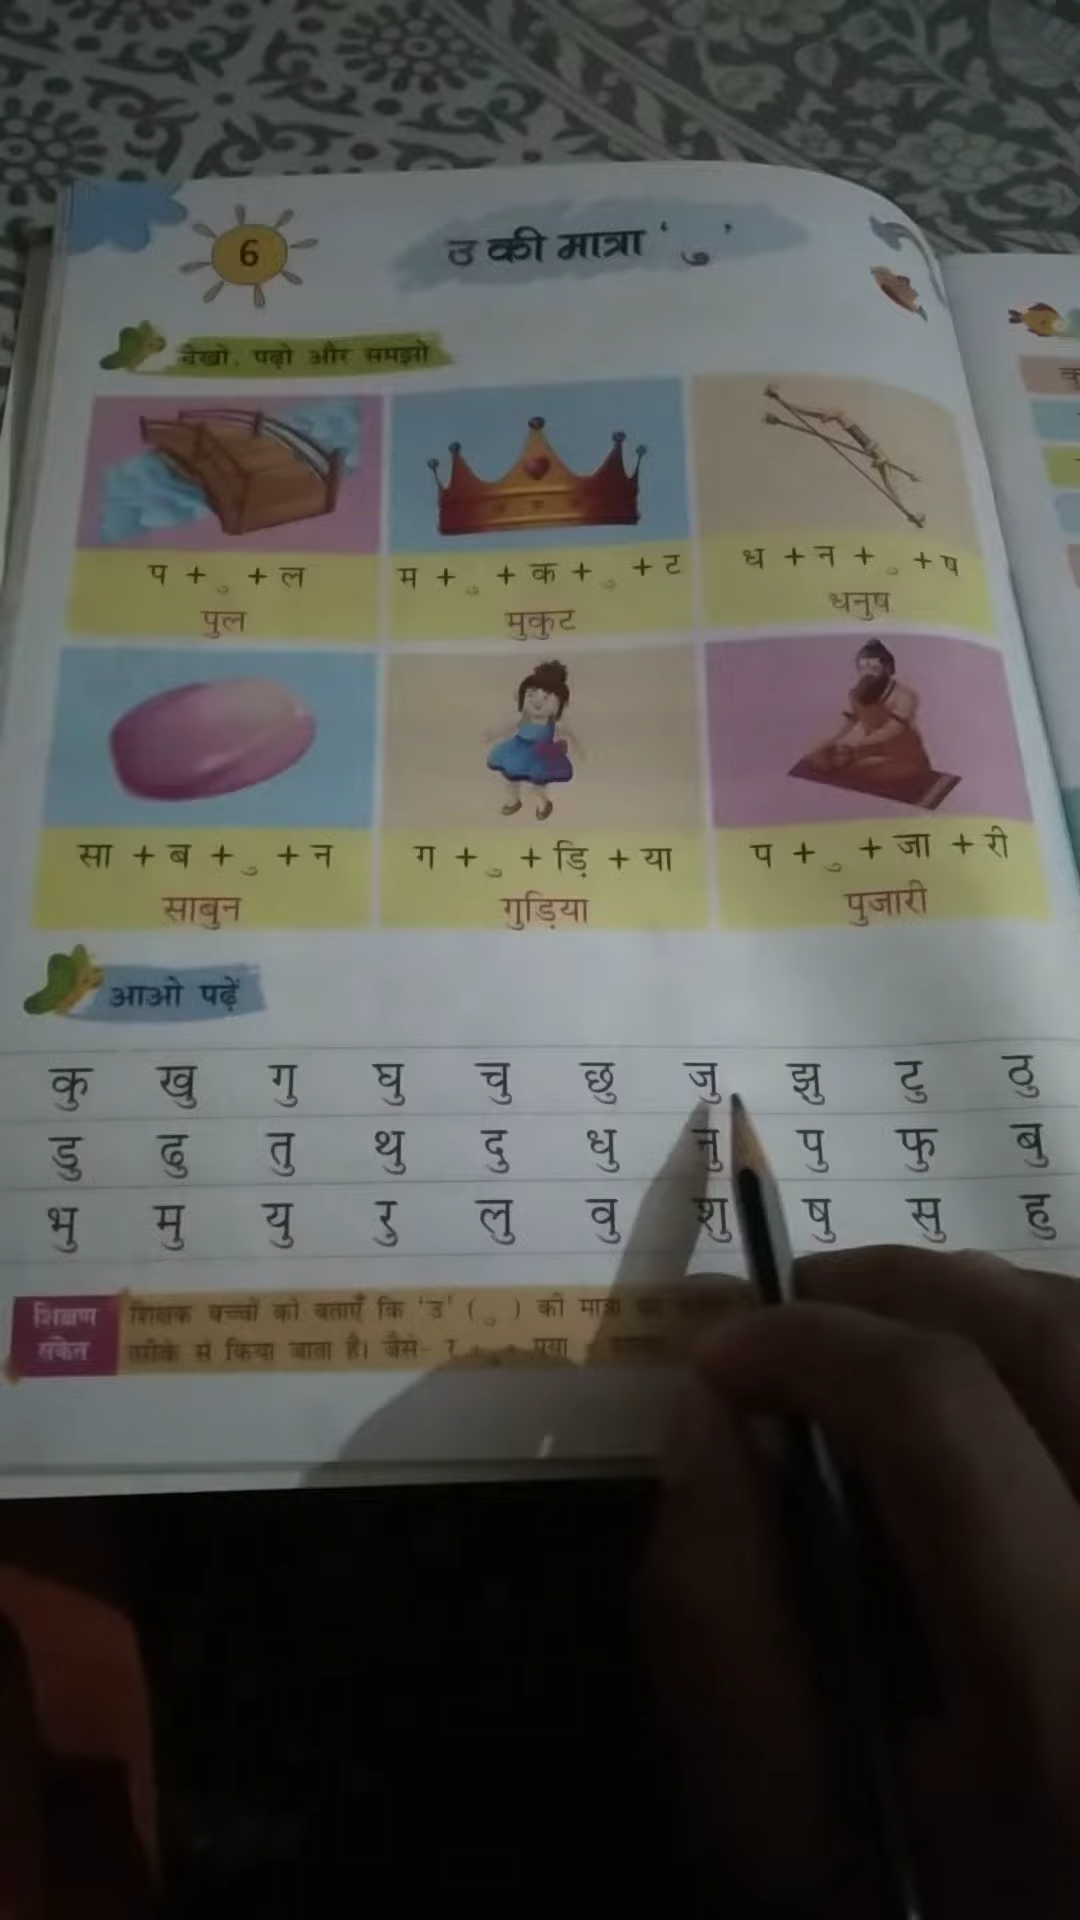 6
उ की मात्रा ' ु '
देखो, पढ़ो और समझो
प + ु + ल
म + ु + क + ु + ट
ध + न + ु + ष
पुल
मुकुट
धनुष
सा + ब + ु + न
ग + ु + ड़ि + या
प + ु + जा + री
साबुन
गुड़िया
पुजारी
आओ पढ़ें
कु खु गु घु चु छु जु झु टु ठु
डु ढु तु थु दु धु नु पु फु बु
भु मु यु रु लु वु शु षु सु हु
शिक्षण
संकेत
शिक्षक बच्चों को बताएँ कि 'उ' ( ु ) की मात्रा
तरीके से किया जाता है। जैसे- र +